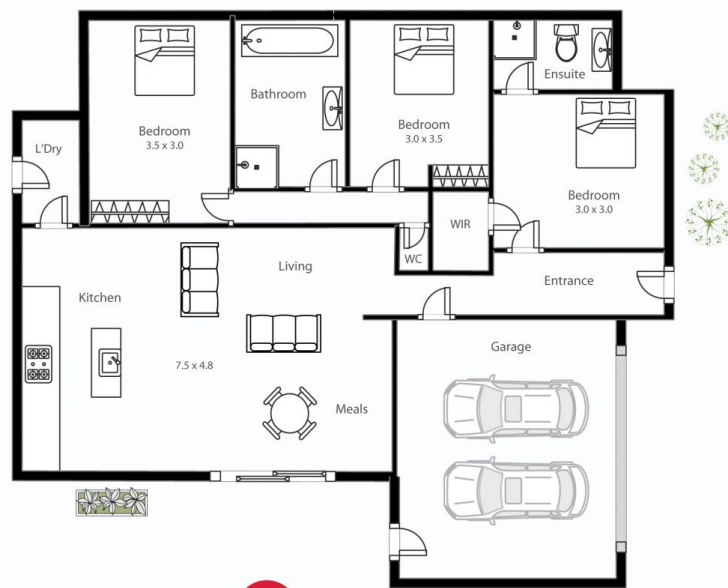 Ensuite
Bathroom
Bedroom
3.5 x 3.0
Bedroom
3.0 x 3.5
L'Dry
Bedroom
3.0 x 3.0
WIR
WC
Living
Entrance
Kitchen
Garage
7.5 x 4.8
Meals